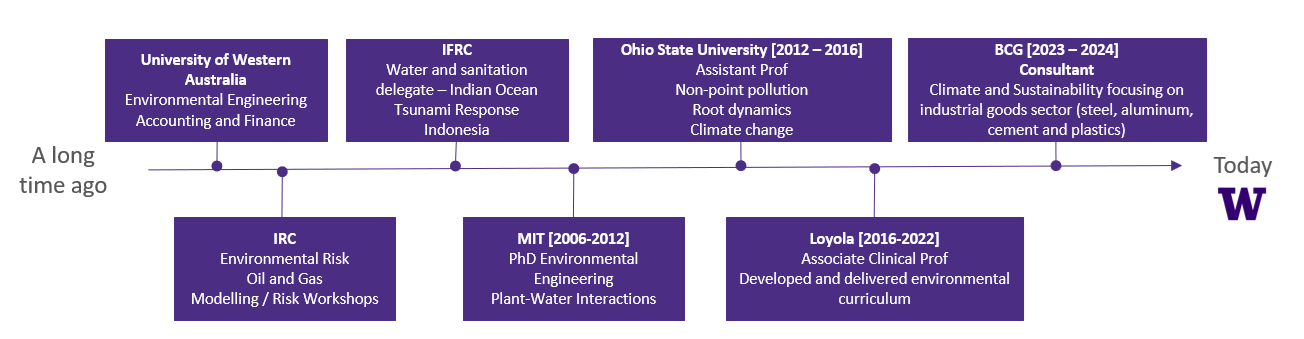 University of Western
Australia
Environmental Engineering
Accounting and Finance
IFRC
Water and sanitation
delegate – Indian Ocean
Tsunami Response
Indonesia
Ohio State University [2012 – 2016]
Assistant Prof
Non-point pollution
Root dynamics
Climate change
BCG [2023 – 2024]
Consultant
Climate and Sustainability focusing on
industrial goods sector (steel, aluminum,
cement and plastics)
A long
time ago
Today
W
IRC
Environmental Risk
Oil and Gas
Modelling / Risk Workshops
MIT [2006-2012]
PhD Environmental
Engineering
Plant-Water Interactions
Loyola [2016-2022]
Associate Clinical Prof
Developed and delivered environmental
curriculum